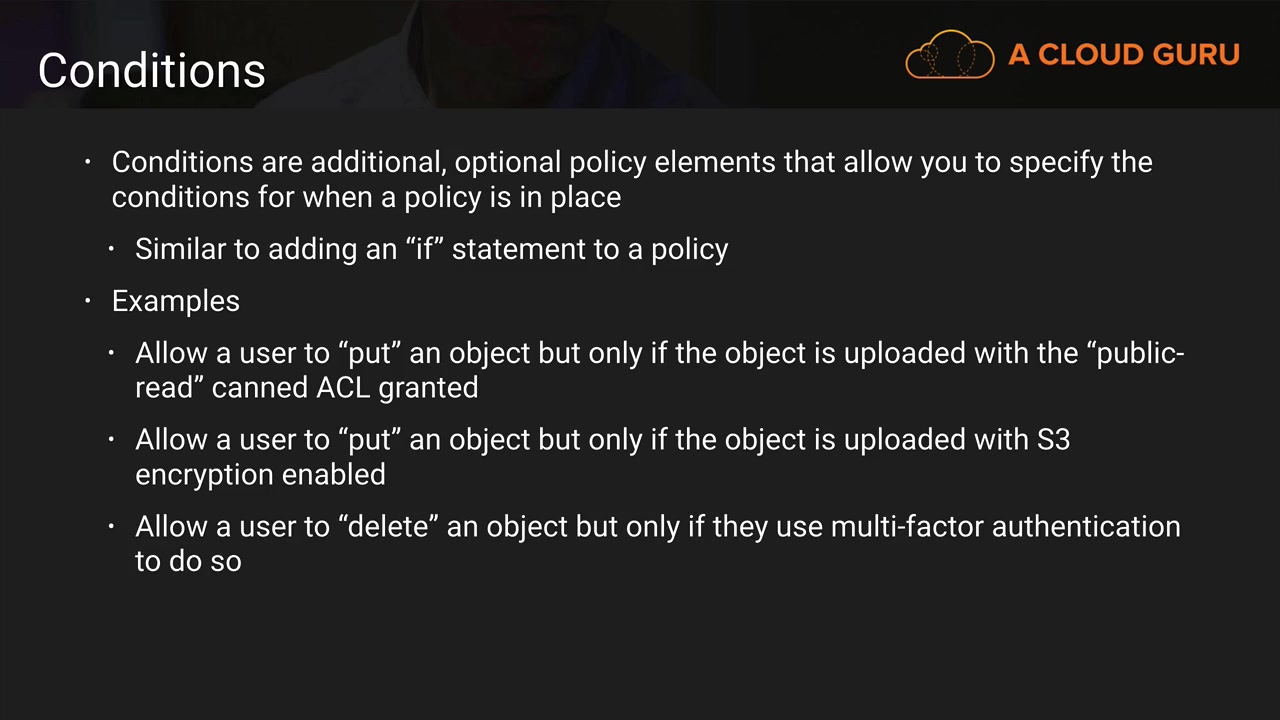 Conditions
A CLOUD GURU
• Conditions are additional, optional policy elements that allow you to specify the
conditions for when a policy is in place
• Similar to adding an “if” statement to a policy
• Examples
• Allow a user to “put” an object but only if the object is uploaded with the “public-
read” canned ACL granted
• Allow a user to “put” an object but only if the object is uploaded with S3
encryption enabled
• Allow a user to “delete” an object but only if they use multi-factor authentication
to do so